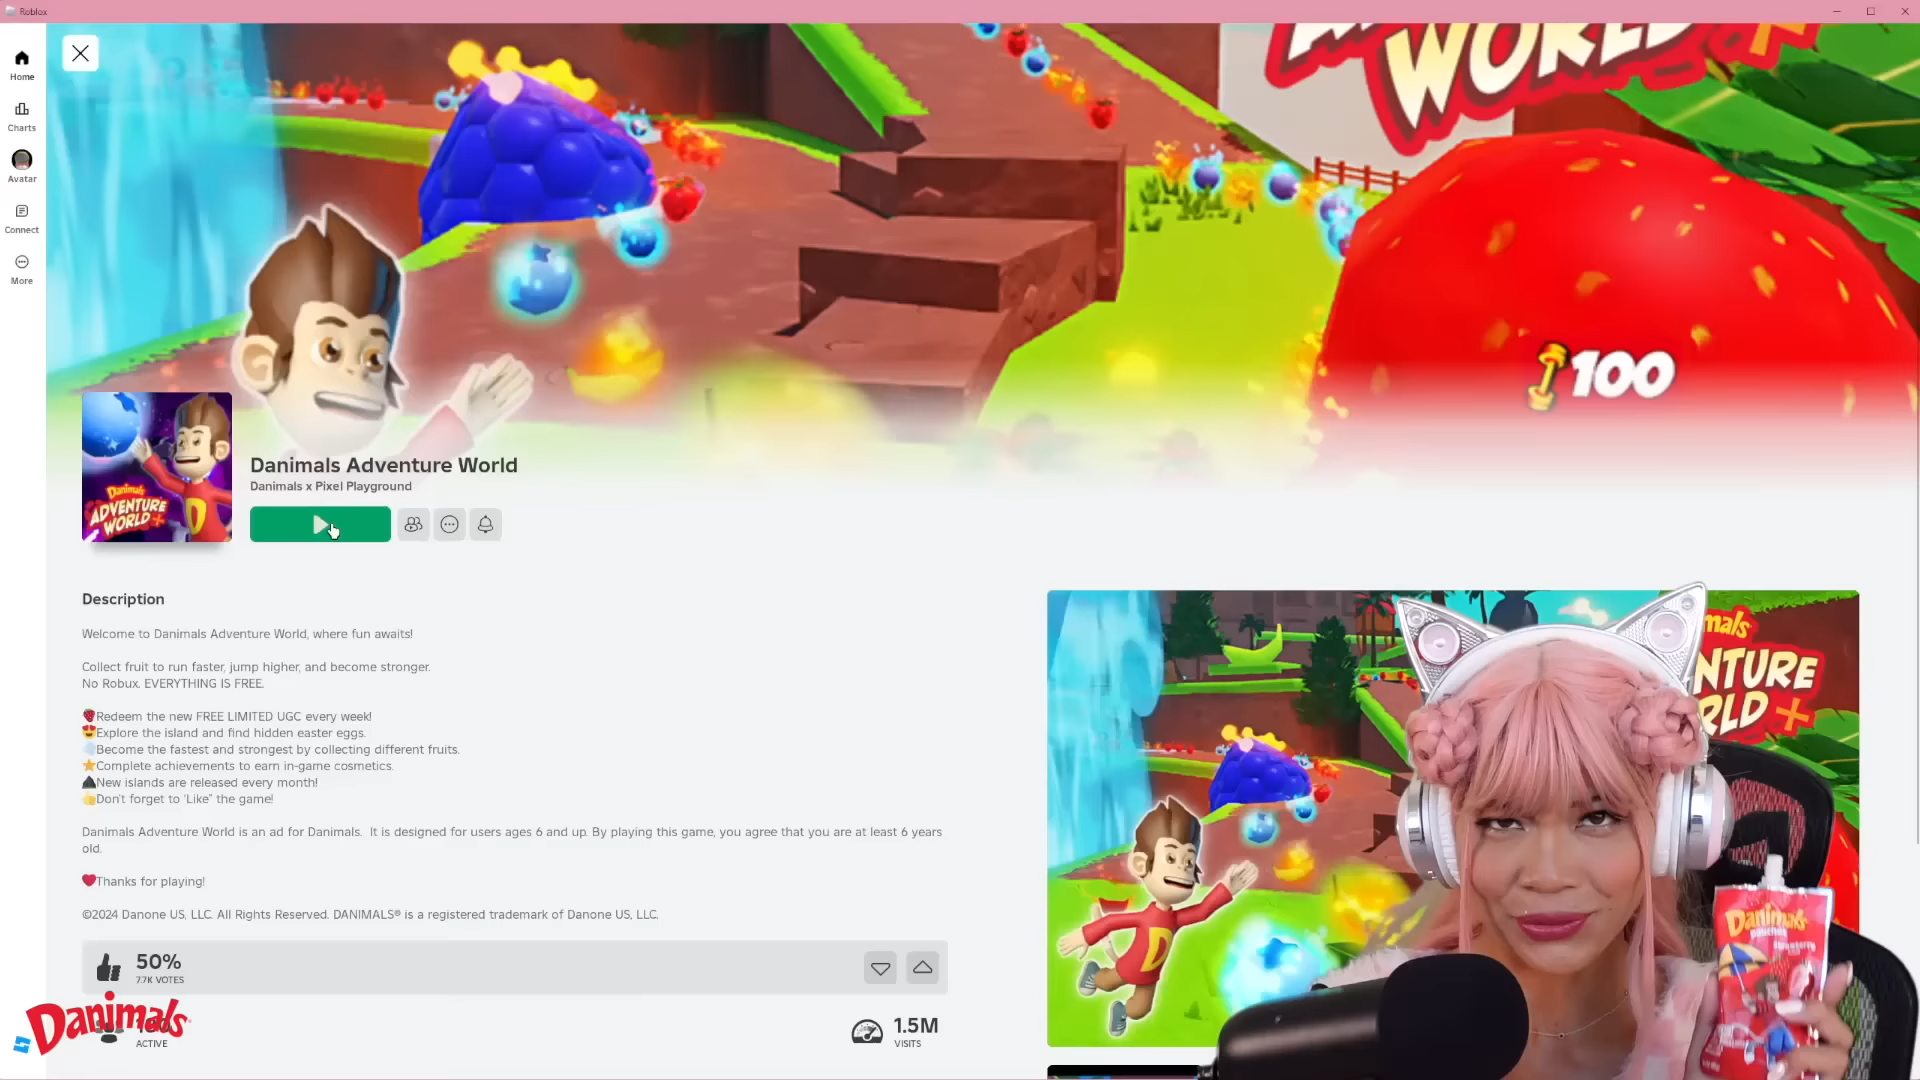 Roblox
WORLD+
Home
Charts
Avatar
Connect
More
100
Danimals
ADVENTURE
WORLD+
Danimals Adventure World
Danimals x Pixel Playground
Description
Welcome to Danimals Adventure World, where fun awaits!
Collect fruit to run faster, jump higher, and become stronger.
No Robux. EVERYTHING IS FREE.
🍓Redeem the new FREE LIMITED UGC every week!
😍Explore the island and find hidden easter eggs.
💨Become the fastest and strongest by collecting different fruits.
⭐Complete achievements to earn in-game cosmetics.
New islands are released every month!
👍Don't forget to 'Like" the game!
Danimals Adventure World is an ad for Danimals. It is designed for users ages 6 and up. By playing this game, you agree that you are at least 6 years
old.
❤Thanks for playing!
©2024 Danone US, LLC. All Rights Reserved. DANIMALS® is a registered trademark of Danone US, LLC.
50%
7.7K VOTES
Danimals
ACTIVE
1.5M
VISITS
mals
NTURE
RLD+
D
Danimals
pouches
strawberry